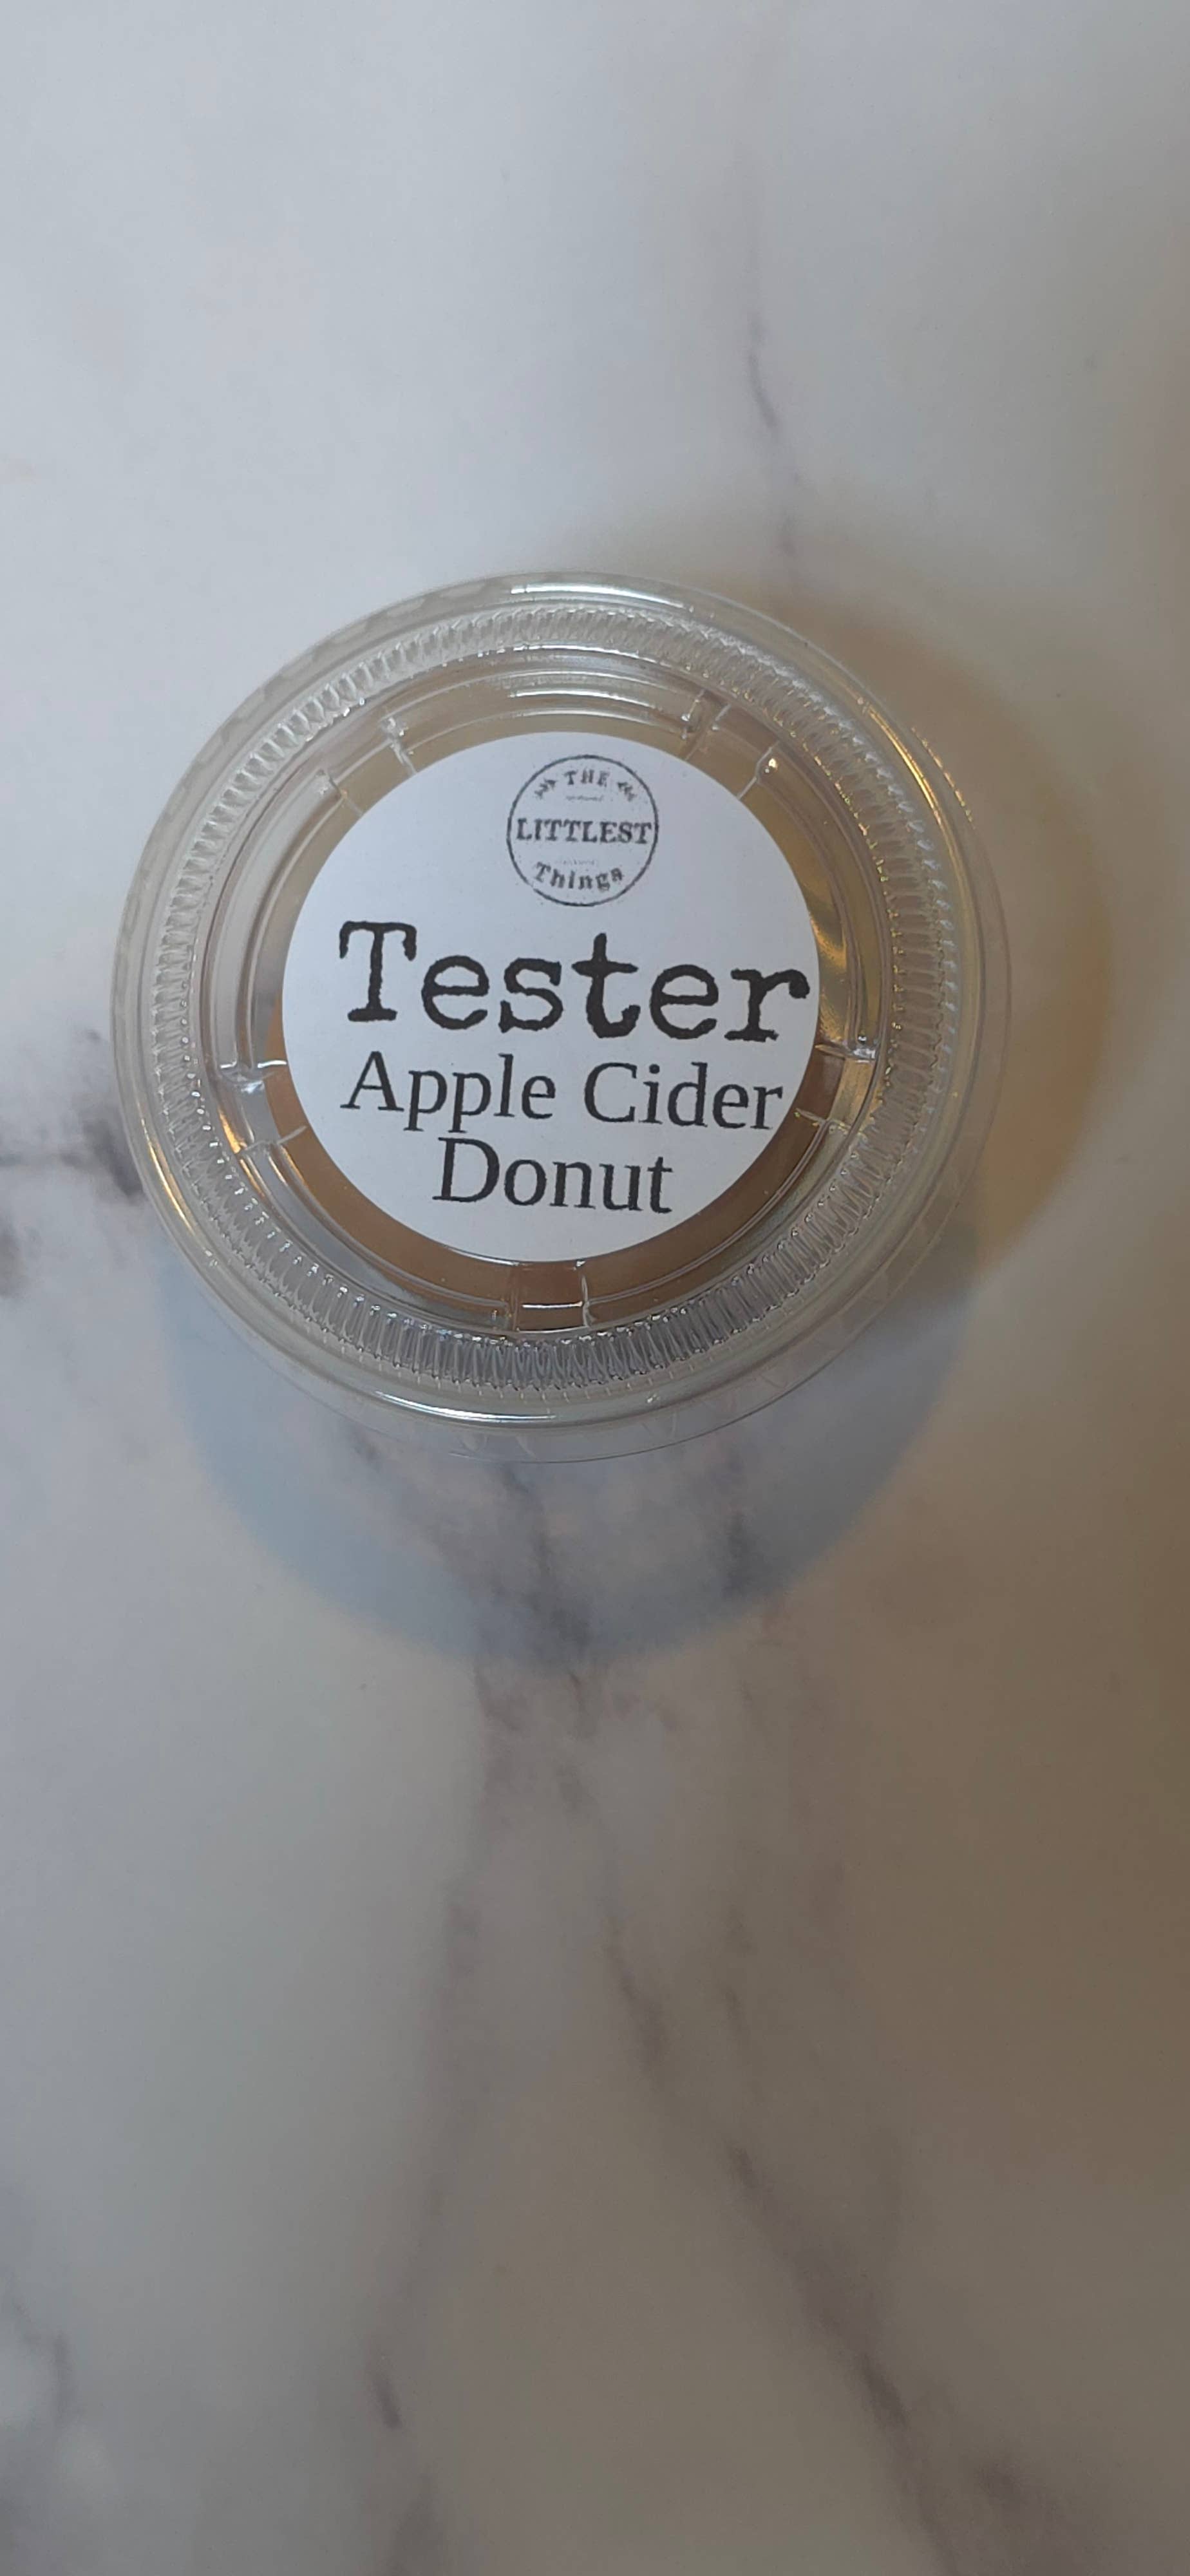 THE
LITTLEST
Things
Tester
Apple Cider
Donut